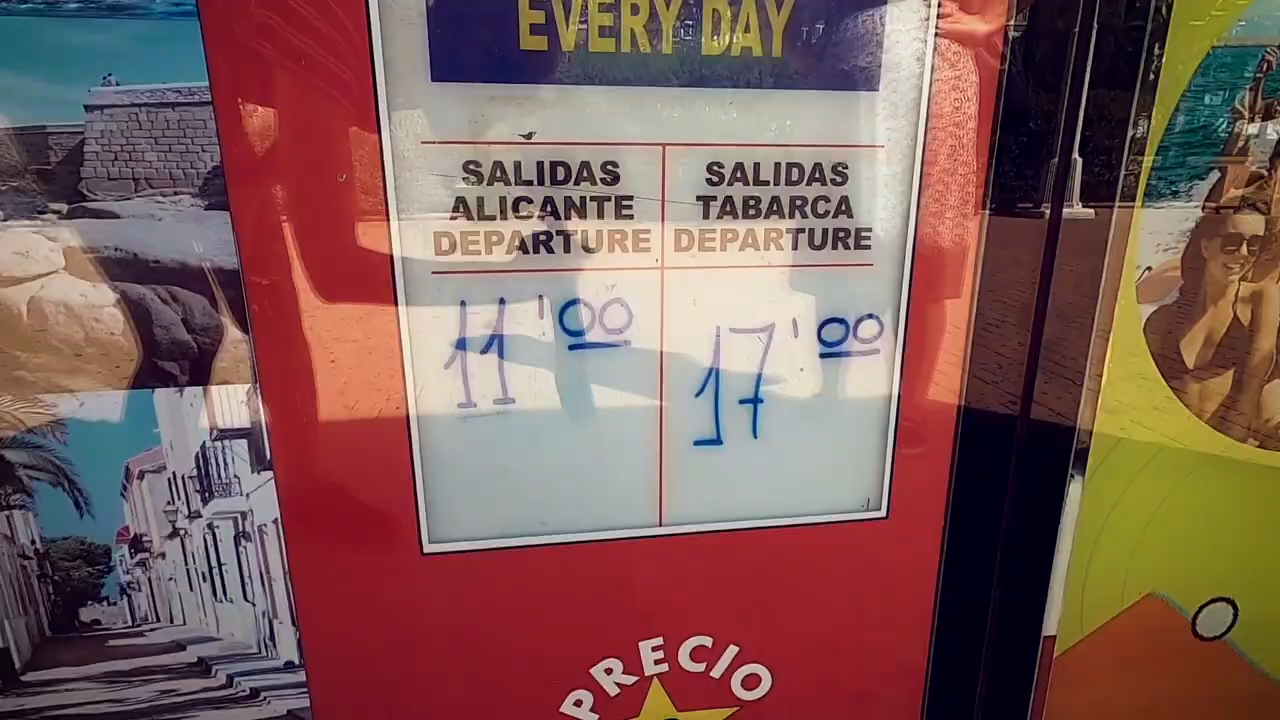 EVERY DAY
SALIDAS
ALICANTE
DEPARTURE
SALIDAS
TABARCA
DEPARTURE
11'00
17'00
PRECIO